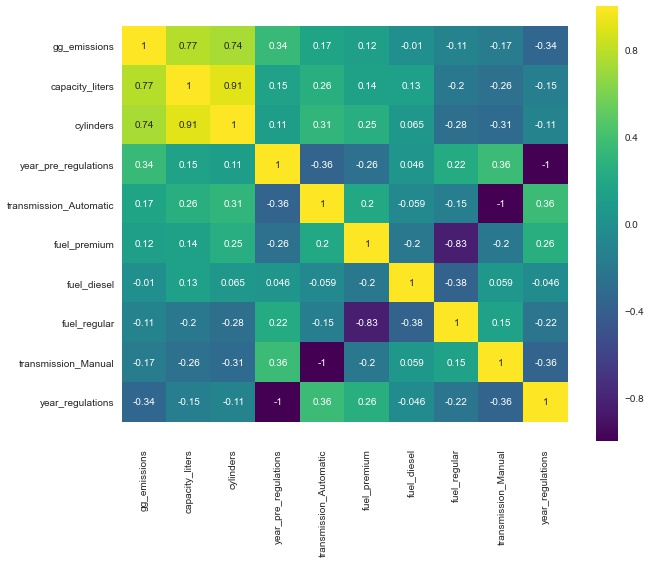 gg_emissions 1 0.77 0.74 0.34 0.17 0.12 -0.01 -0.11 -0.17 -0.34
capacity_liters 0.77 1 0.91 0.15 0.26 0.14 0.13 -0.2 -0.26 -0.15
cylinders 0.74 0.91 1 0.11 0.31 0.25 0.065 -0.28 -0.31 -0.11
year_pre_regulations 0.34 0.15 0.11 1 -0.36 -0.26 0.046 0.22 0.36 -1
transmission_Automatic 0.17 0.26 0.31 -0.36 1 0.2 -0.059 -0.15 -1 0.36
fuel_premium 0.12 0.14 0.25 -0.26 0.2 1 -0.2 -0.83 -0.2 0.26
fuel_diesel -0.01 0.13 0.065 0.046 -0.059 -0.2 1 -0.38 0.059 -0.046
fuel_regular -0.11 -0.2 -0.28 0.22 -0.15 -0.83 -0.38 1 0.15 -0.22
transmission_Manual -0.17 -0.26 -0.31 0.36 -1 -0.2 0.059 0.15 1 -0.36
year_regulations -0.34 -0.15 -0.11 -1 0.36 0.26 -0.046 -0.22 -0.36 1
gg_emissions
capacity_liters
cylinders
year_pre_regulations
transmission_Automatic
fuel_premium
fuel_diesel
fuel_regular
transmission_Manual
year_regulations
0.8
0.4
0.0
−0.4
−0.8